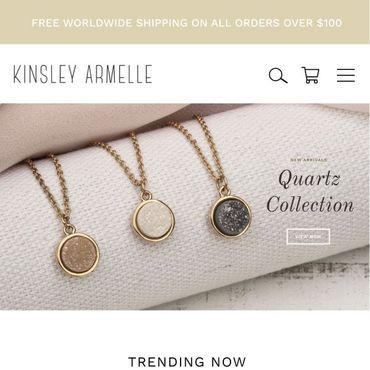 FREE WORLDWIDE SHIPPING ON ALL ORDERS OVER $100
KINSLEY ARMELLE
NEW ARRIVALS
Quartz
Collection
VIEW NOW
TRENDING NOW